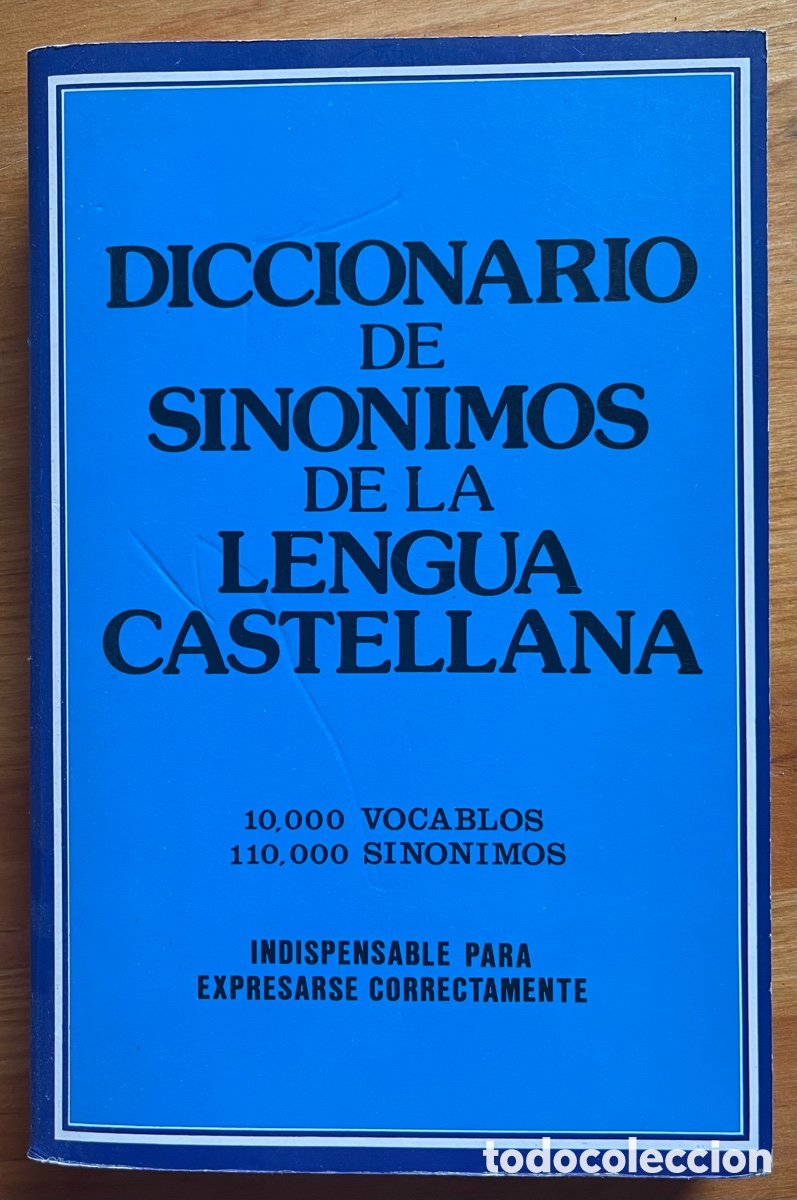 DICCIONARIO
DE
SINONIMOS
DE LA
LENGUA
CASTELLANA
10,000 VOCABLOS
110,000 SINONIMOS
INDISPENSABLE PARA
EXPRESARSE CORRECTAMENTE
todocoleccion